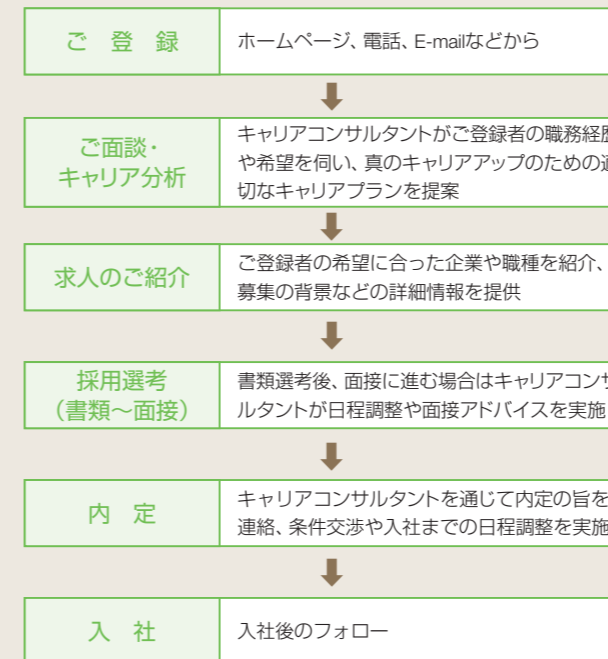 ご　登　録
ホームページ、電話、E-mailなどから
ご面談・
キャリア分析
キャリアコンサルタントがご登録者の職務経歴
や希望を伺い、真のキャリアアップのための適
切なキャリアプランを提案
求人のご紹介
ご登録者の希望に合った企業や職種を紹介、
募集の背景などの詳細情報を提供
採用選考
（書類～面接）
書類選考後、面接に進む場合はキャリアコンサ
ルタントが日程調整や面接アドバイスを実施
内　定
キャリアコンサルタントを通じて内定の旨を
連絡、条件交渉や入社までの日程調整を実施
入　社
入社後のフォロー